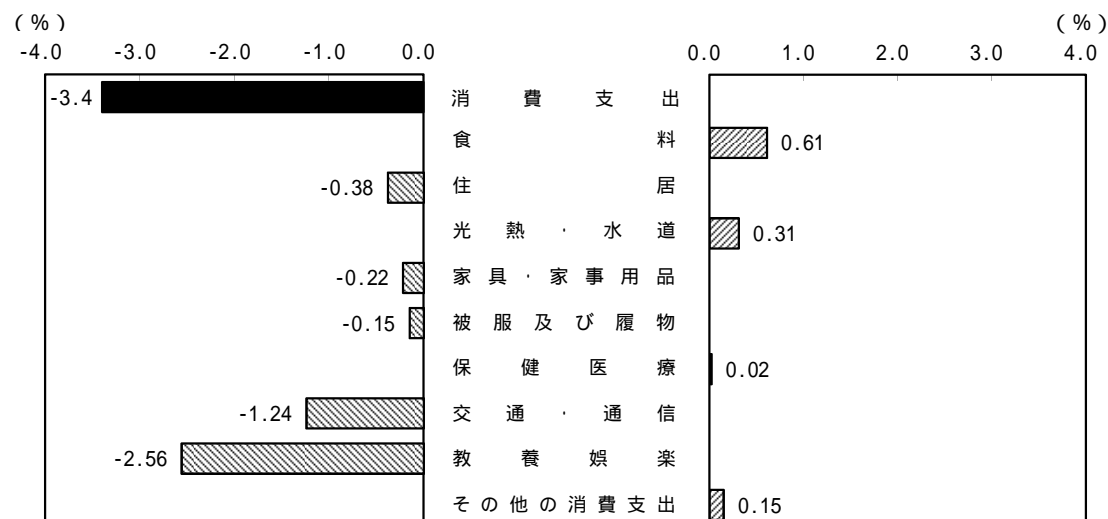 (%) (%)
-4.0 -3.0 -2.0 -1.0 0.0 0.0 1.0 2.0 3.0 4.0
-3.4 消費支出
食料 0.61
-0.38 住居
光熱・水道 0.31
-0.22 家具・家事用品
-0.15 被服及び履物
保健医療 0.02
-1.24 交通・通信
-2.56 教養娯楽
その他の消費支出 0.15